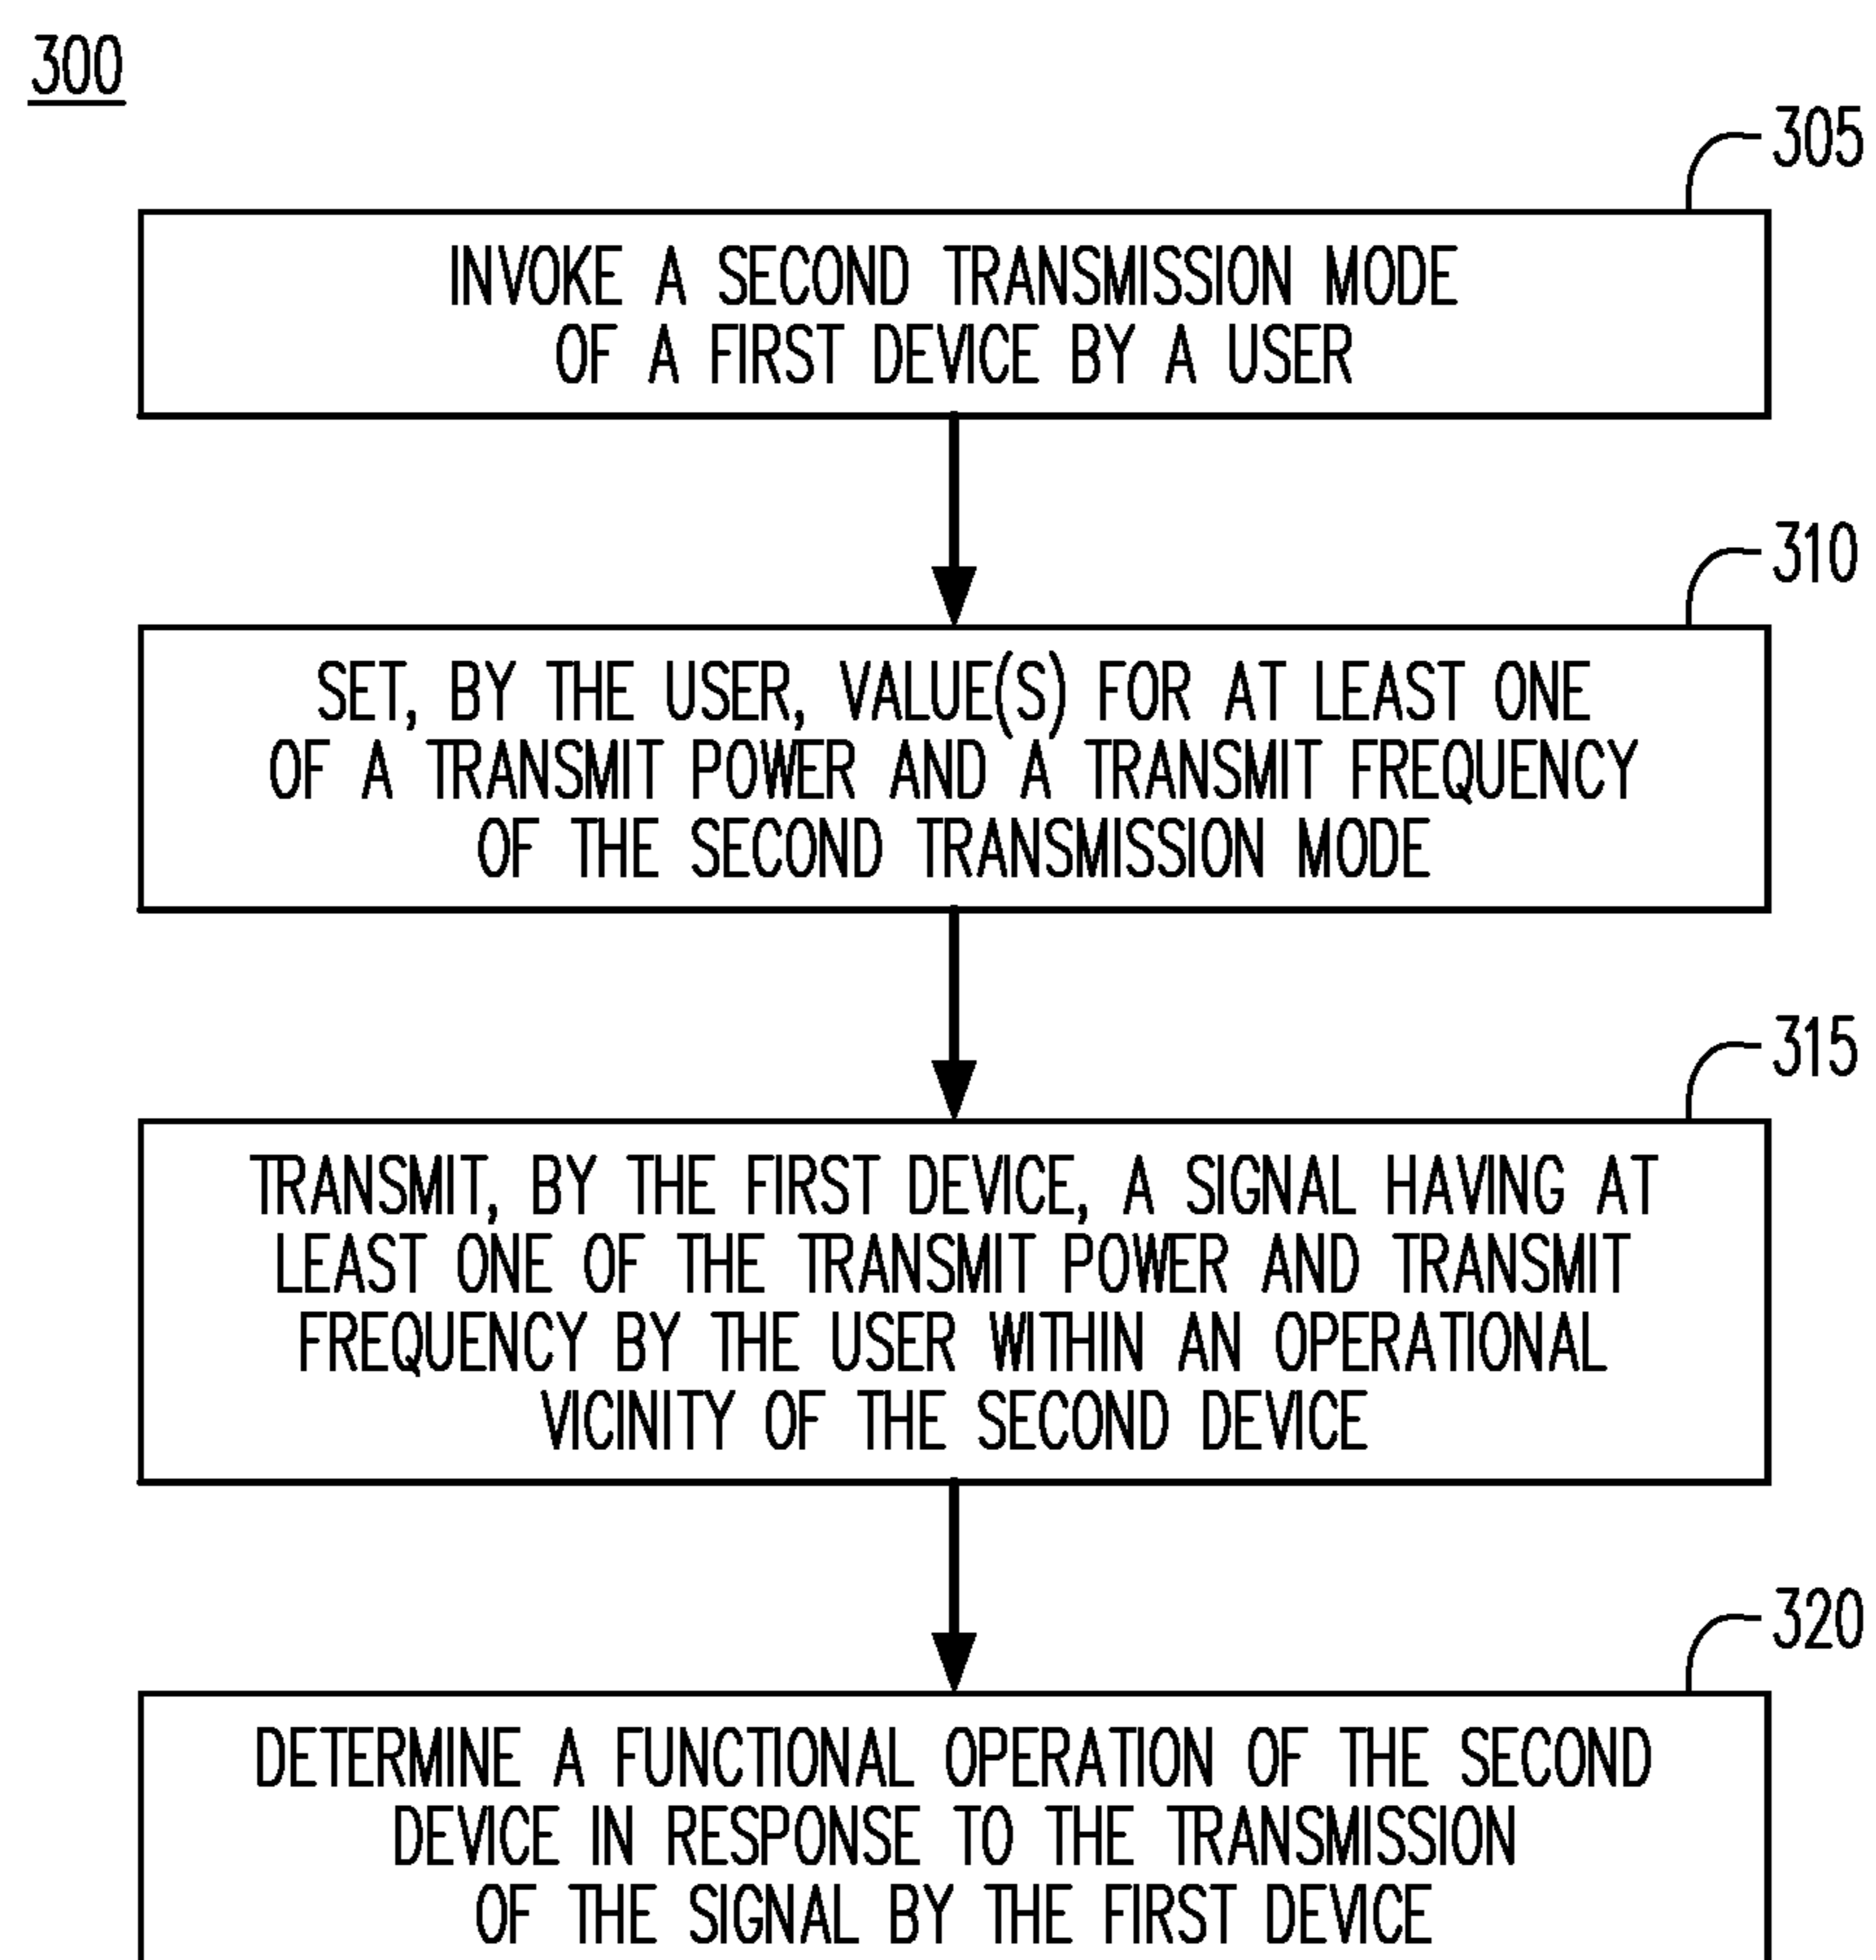 300
305
INVOKE A SECOND TRANSMISSION MODE
OF A FIRST DEVICE BY A USER
310
SET, BY THE USER, VALUE(S) FOR AT LEAST ONE
OF A TRANSMIT POWER AND A TRANSMIT FREQUENCY
OF THE SECOND TRANSMISSION MODE
315
TRANSMIT, BY THE FIRST DEVICE, A SIGNAL HAVING AT
LEAST ONE OF THE TRANSMIT POWER AND TRANSMIT
FREQUENCY BY THE USER WITHIN AN OPERATIONAL
VICINITY OF THE SECOND DEVICE
320
DETERMINE A FUNCTIONAL OPERATION OF THE SECOND
DEVICE IN RESPONSE TO THE TRANSMISSION
OF THE SIGNAL BY THE FIRST DEVICE